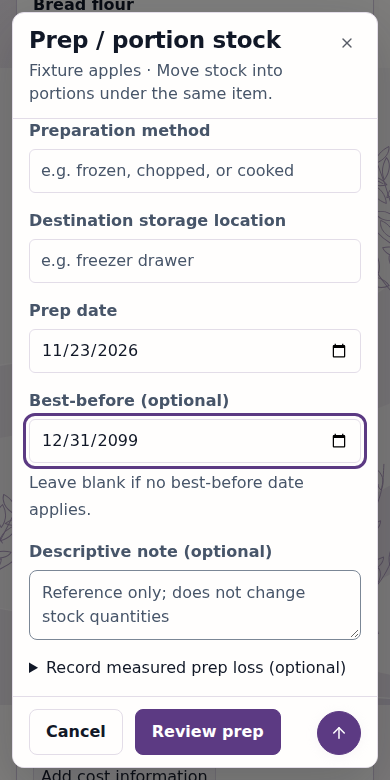 Bread flour
Prep / portion stock
×
Fixture apples · Move stock into
portions under the same item.
Preparation method
e.g. frozen, chopped, or cooked
Destination storage location
e.g. freezer drawer
Prep date
11/23/2026
Best-before (optional)
12/31/2099
Leave blank if no best-before date
applies.
Descriptive note (optional)
Reference only; does not change
stock quantities
Record measured prep loss (optional)
Cancel
Review prep
Add cost information